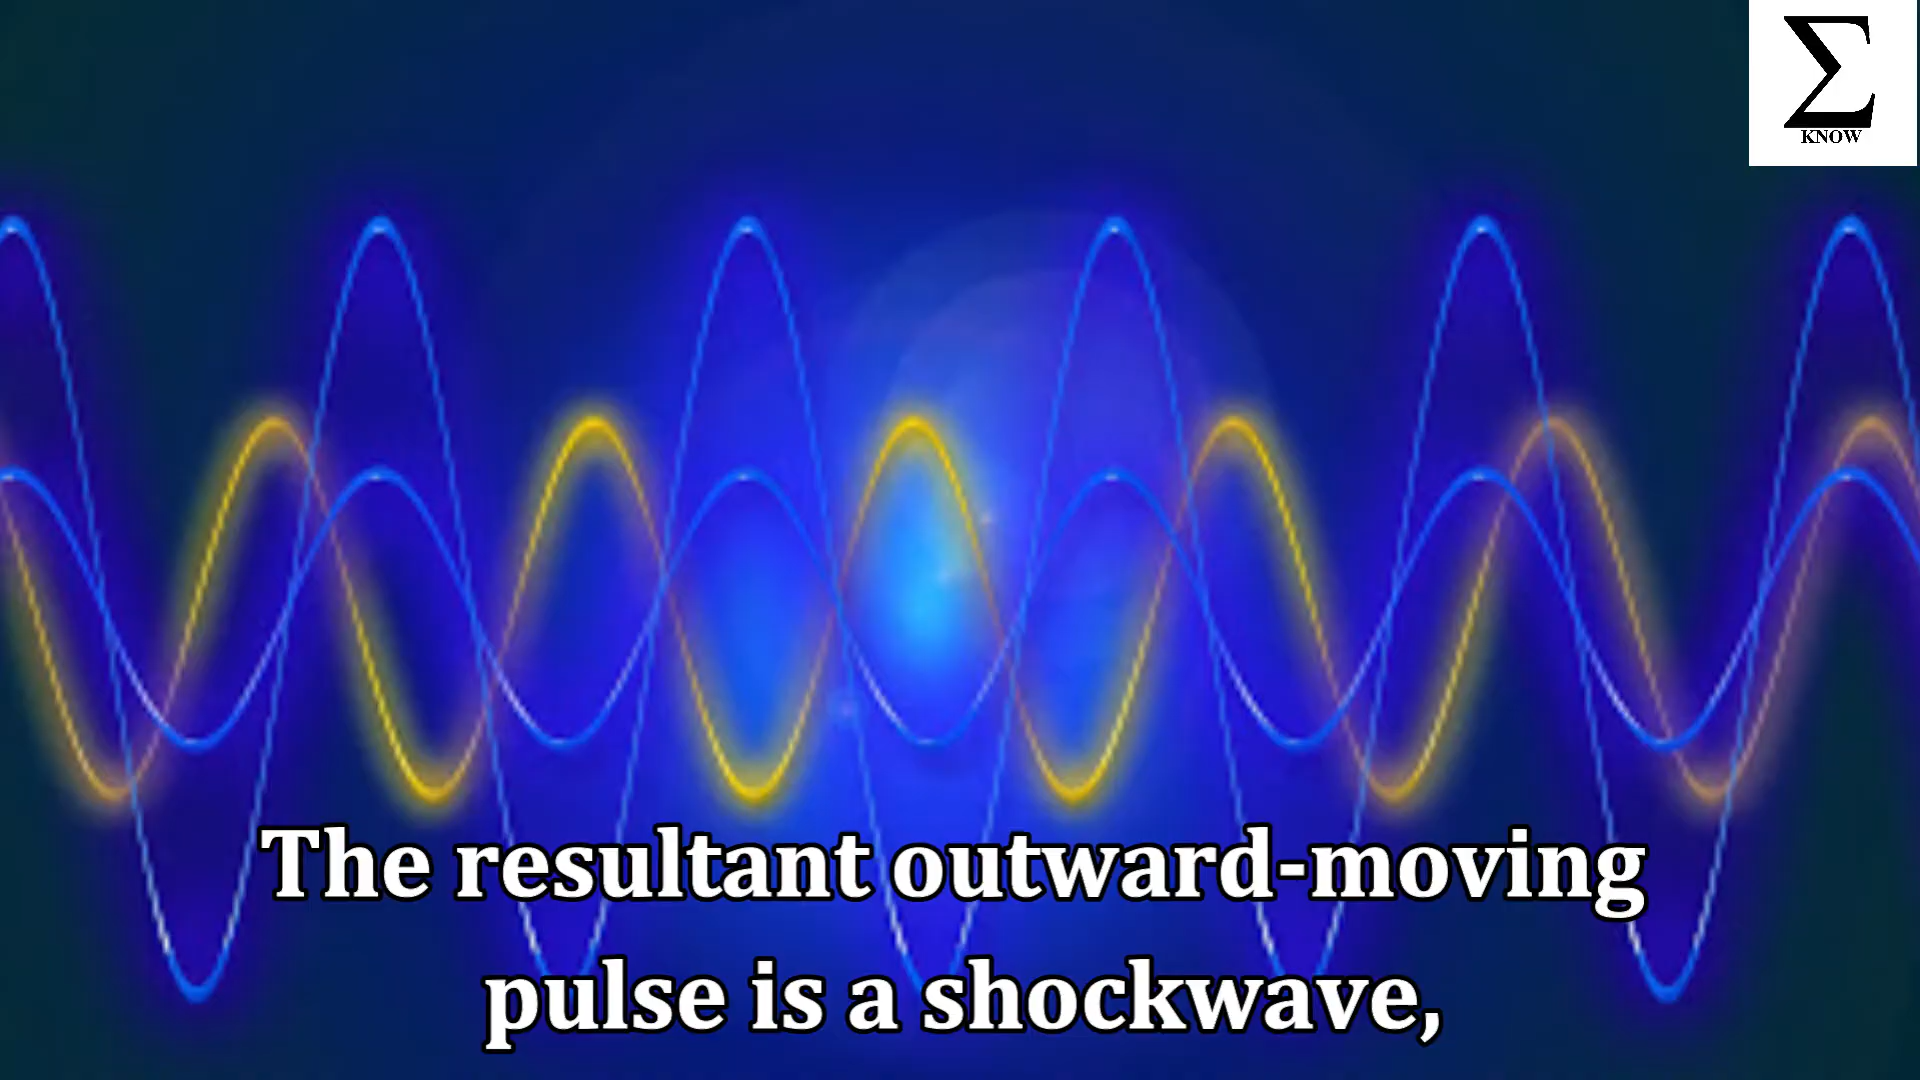 Σ
KNOW
The resultant outward-moving
pulse is a shockwave,